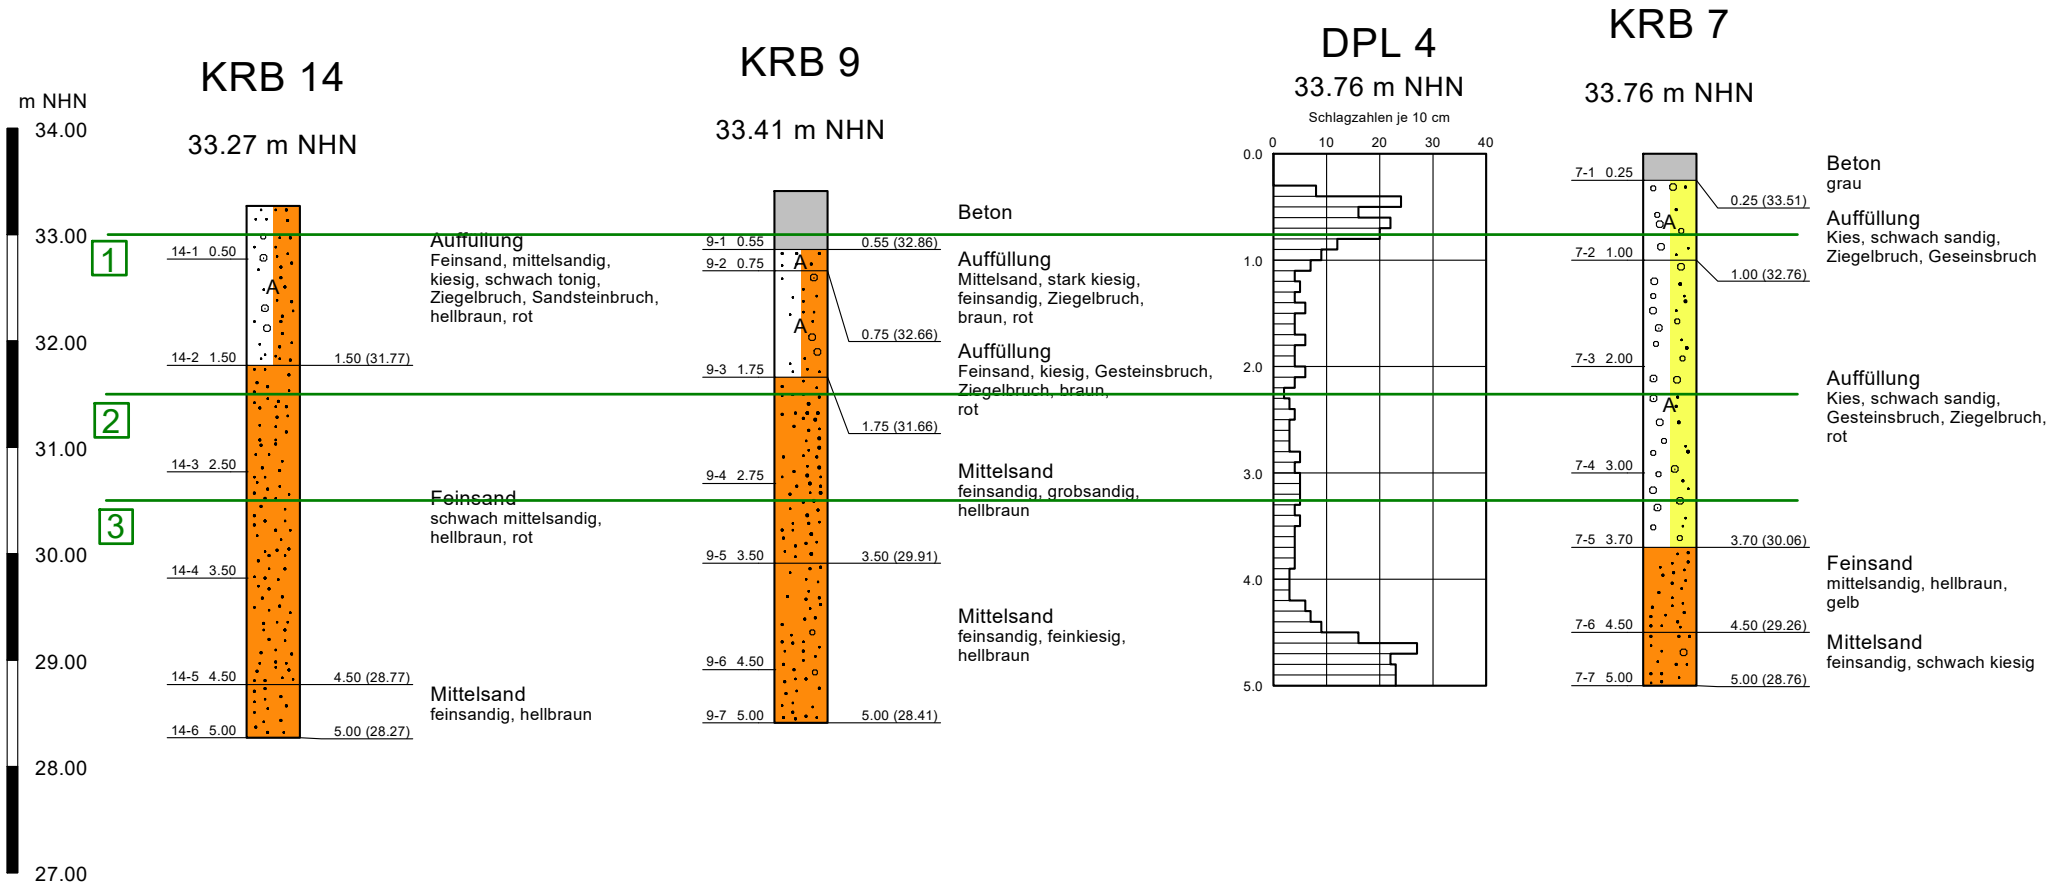 KRB 14
33.27 m NHN
KRB 9
33.41 m NHN
DPL 4
33.76 m NHN
Schlagzahlen je 10 cm
KRB 7
33.76 m NHN
m NHN
34.00
33.00
32.00
31.00
30.00
29.00
28.00
27.00
1
2
3
14-1 0.50
14-2 1.50
14-3 2.50
14-4 3.50
14-5 4.50
14-6 5.00
A
1.50 (31.77)
4.50 (28.77)
5.00 (28.27)
Auffüllung
Feinsand, mittelsandig,
kiesig, schwach tonig,
Ziegelbruch, Sandsteinbruch,
hellbraun, rot
Feinsand
schwach mittelsandig,
hellbraun, rot
Mittelsand
feinsandig, hellbraun
9-1 0.55
9-2 0.75
9-3 1.75
9-4 2.75
9-5 3.50
9-6 4.50
9-7 5.00
A
A
0.55 (32.86)
0.75 (32.66)
1.75 (31.66)
3.50 (29.91)
5.00 (28.41)
Beton
Auffüllung
Mittelsand, stark kiesig,
feinsandig, Ziegelbruch,
braun, rot
Auffüllung
Feinsand, kiesig, Gesteinsbruch,
Ziegelbruch, braun,
rot
Mittelsand
feinsandig, grobsandig,
hellbraun
Mittelsand
feinsandig, feinkiesig,
hellbraun
0 10 20 30 40
0.0
1.0
2.0
3.0
4.0
5.0
7-1 0.25
7-2 1.00
7-3 2.00
7-4 3.00
7-5 3.70
7-6 4.50
7-7 5.00
A
A
0.25 (33.51)
1.00 (32.76)
3.70 (30.06)
4.50 (29.26)
5.00 (28.76)
Beton
grau
Auffüllung
Kies, schwach sandig,
Ziegelbruch, Geseinsbruch
Auffüllung
Kies, schwach sandig,
Gesteinsbruch, Ziegelbruch,
rot
Feinsand
mittelsandig, hellbraun,
gelb
Mittelsand
feinsandig, schwach kiesig